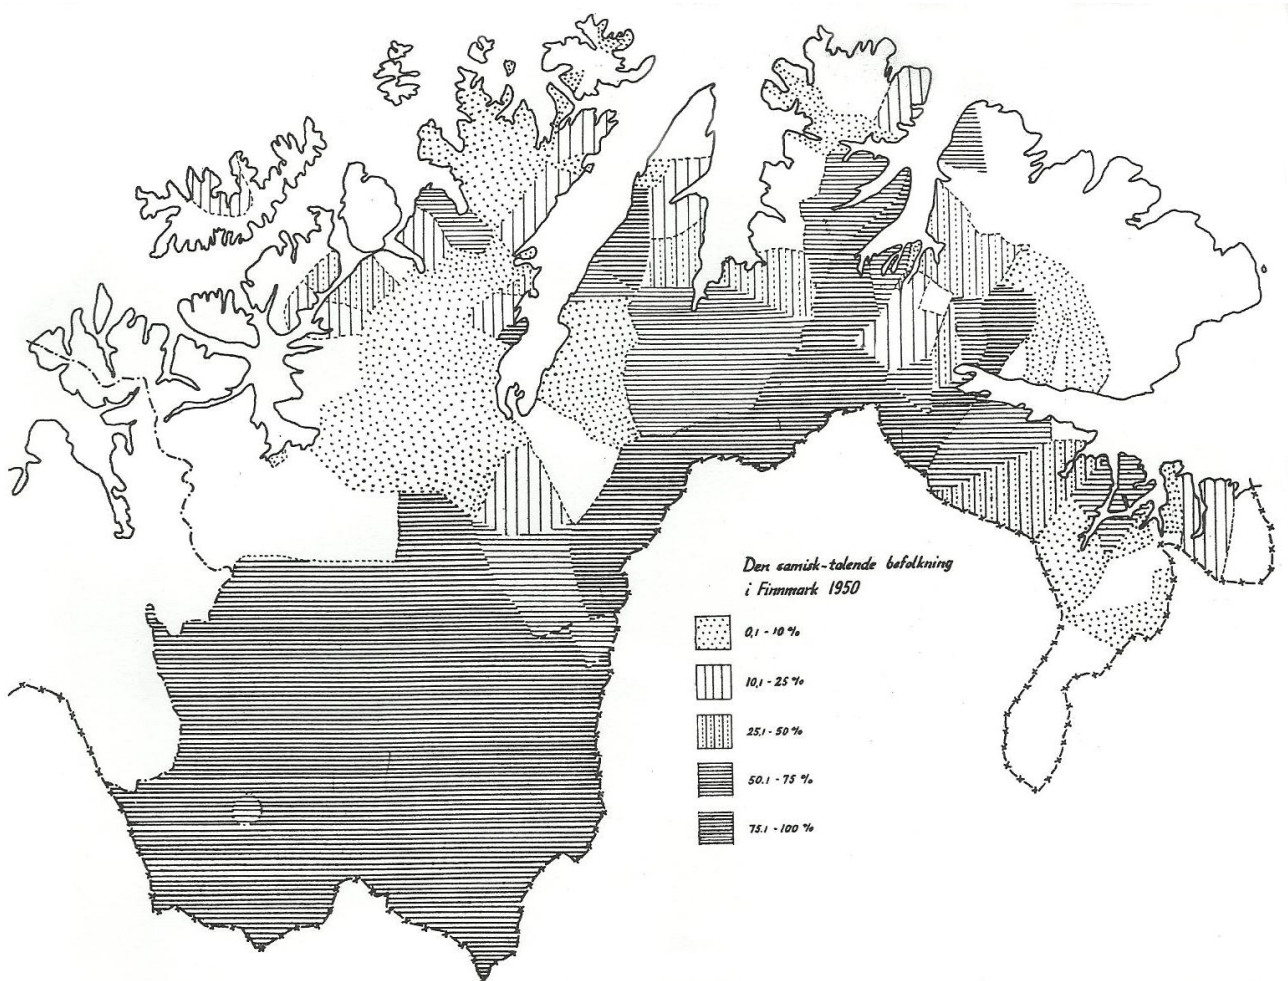 Den samisk-talende befolkning
i Finnmark 1950
0,1 - 10 %
10,1 - 25 %
25,1 - 50 %
50.1 - 75 %
75.1 - 100 %